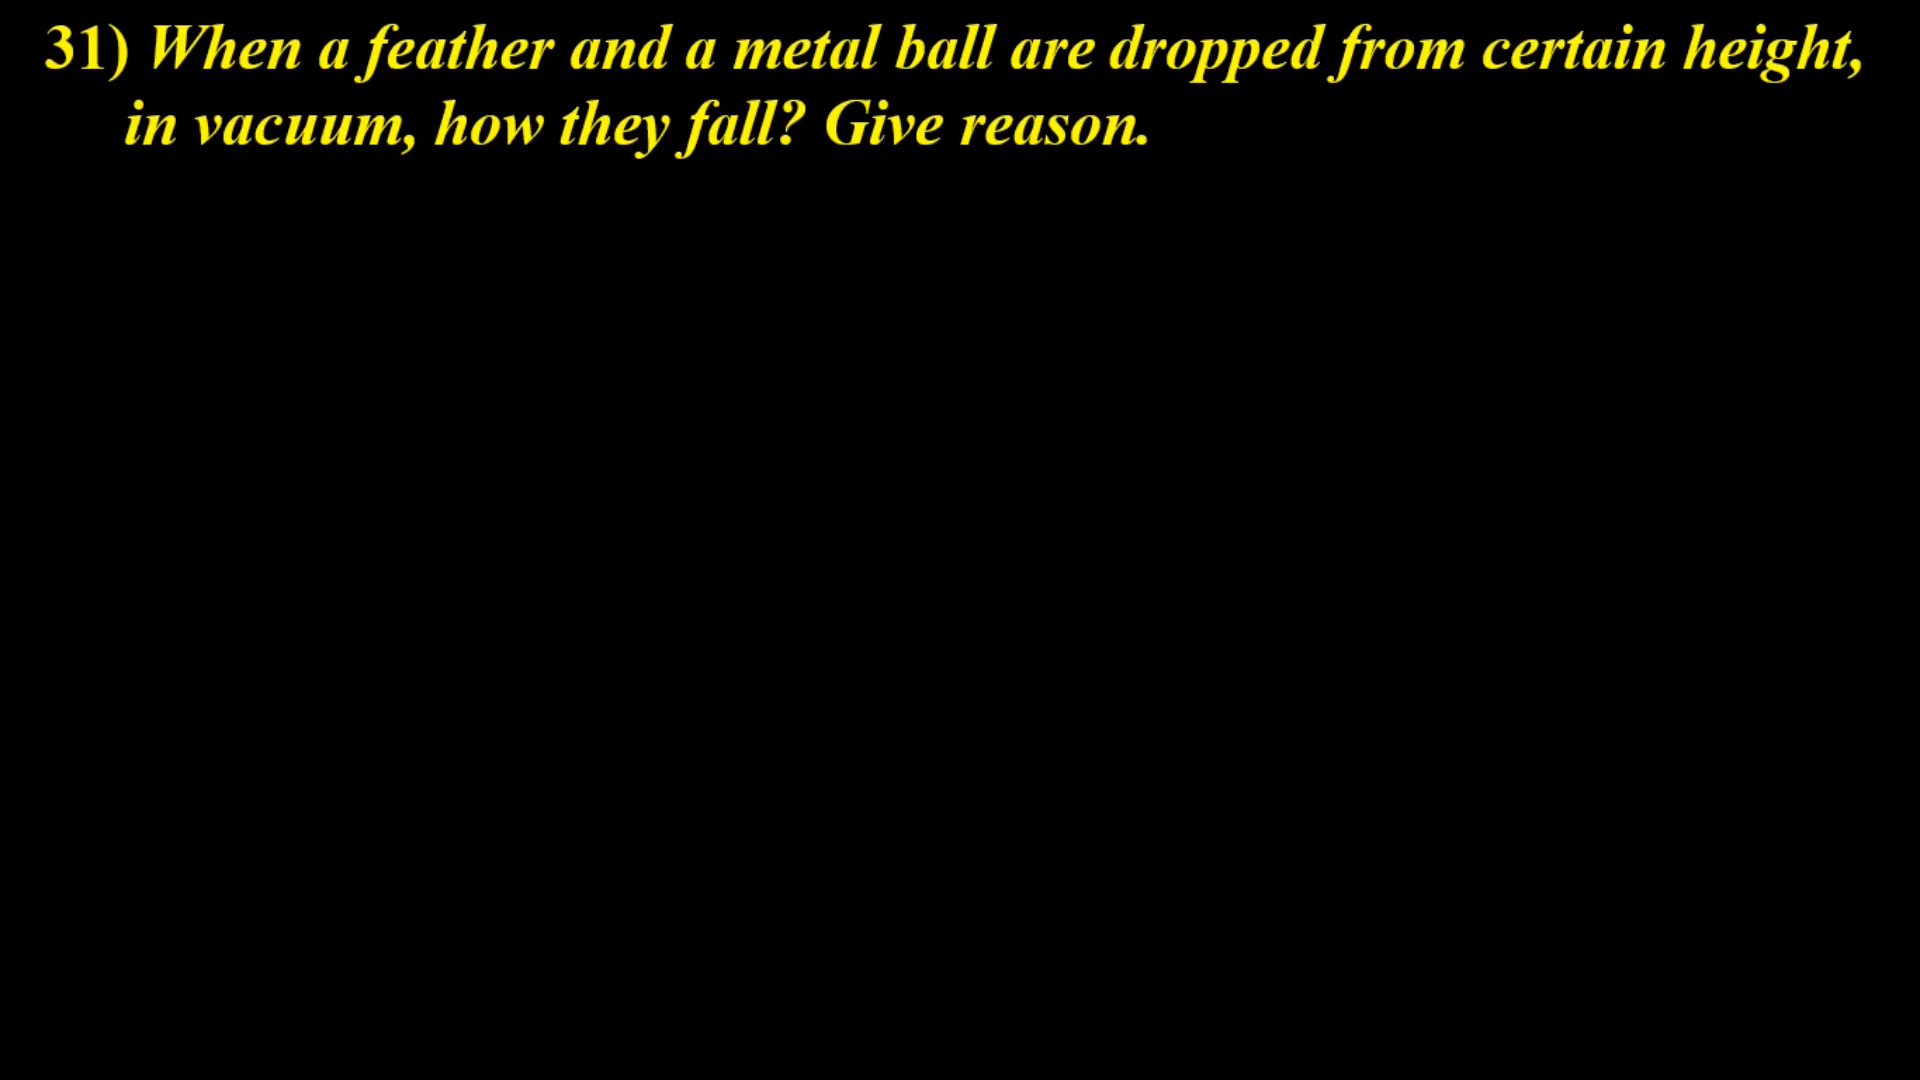 31) When a feather and a metal ball are dropped from certain height,
in vacuum, how they fall? Give reason.